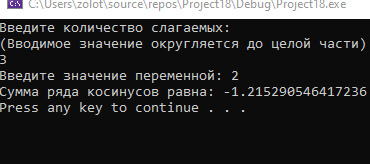 C:\Users\zolot\source\repos\Project18\Debug\Project18.exe
Введите количество слагаемых:
(Вводимое значение округляется до целой части)
3
Введите значение переменной: 2
Сумма ряда косинусов равна: -1.215290546417236
Press any key to continue . . .